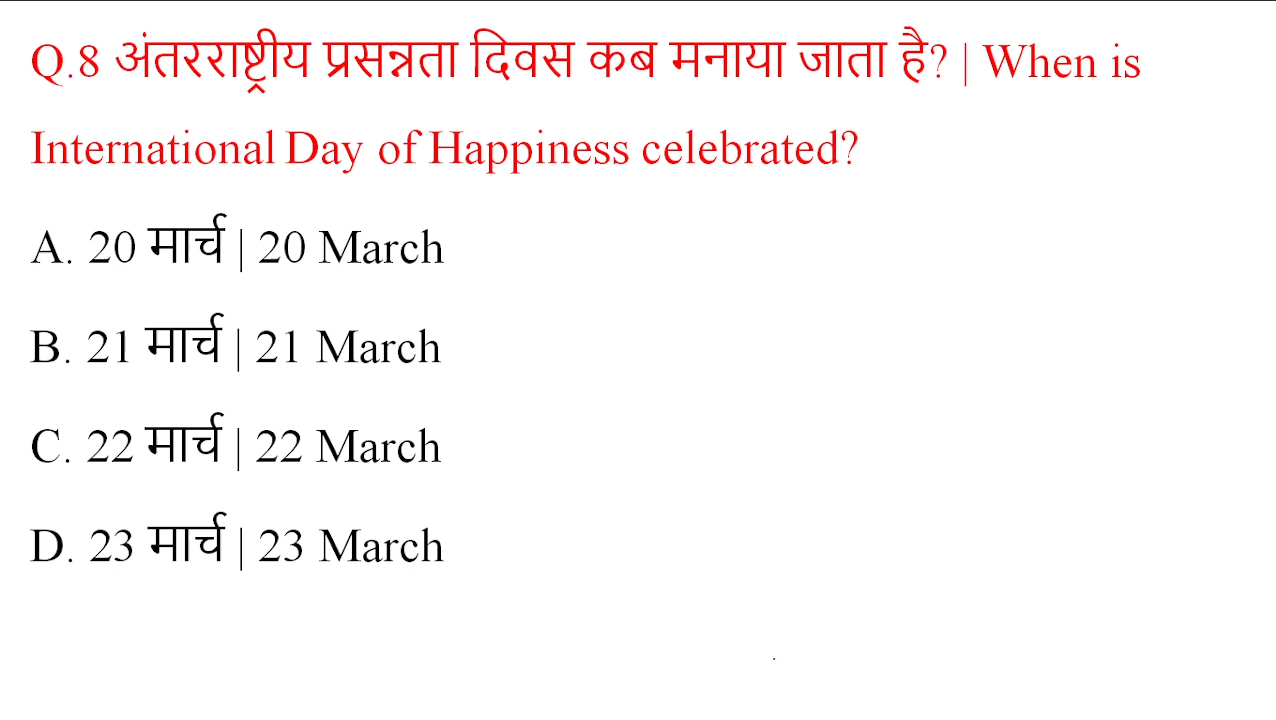 Q.8 अंतरराष्ट्रीय प्रसन्नता दिवस कब मनाया जाता है? | When is
International Day of Happiness celebrated?
A. 20 मार्च | 20 March
B. 21 मार्च | 21 March
C. 22 मार्च | 22 March
D. 23 मार्च | 23 March